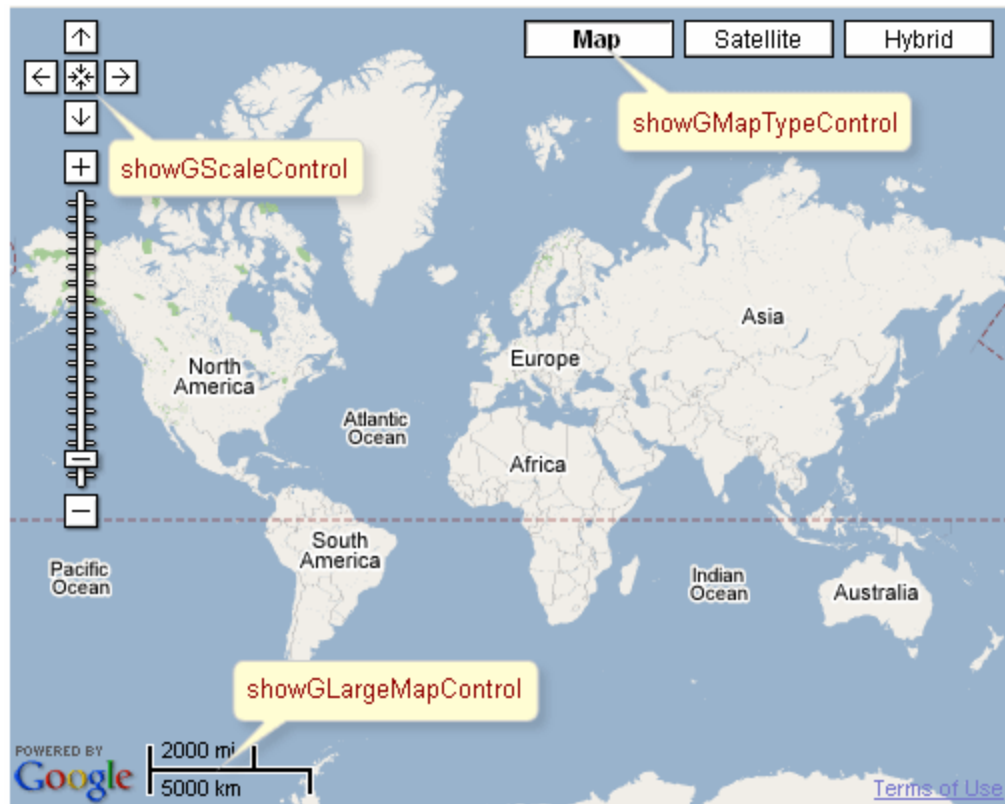 Map
Satellite
Hybrid
showGMapTypeControl
showGScaleControl
Asia
Europe
North
America
Atlantic
Ocean
Africa
South
America
Pacific
Ocean
Indian
Ocean
Australia
showGLargeMapControl
POWERED BY
Google
2000 mi
5000 km
Terms of Use